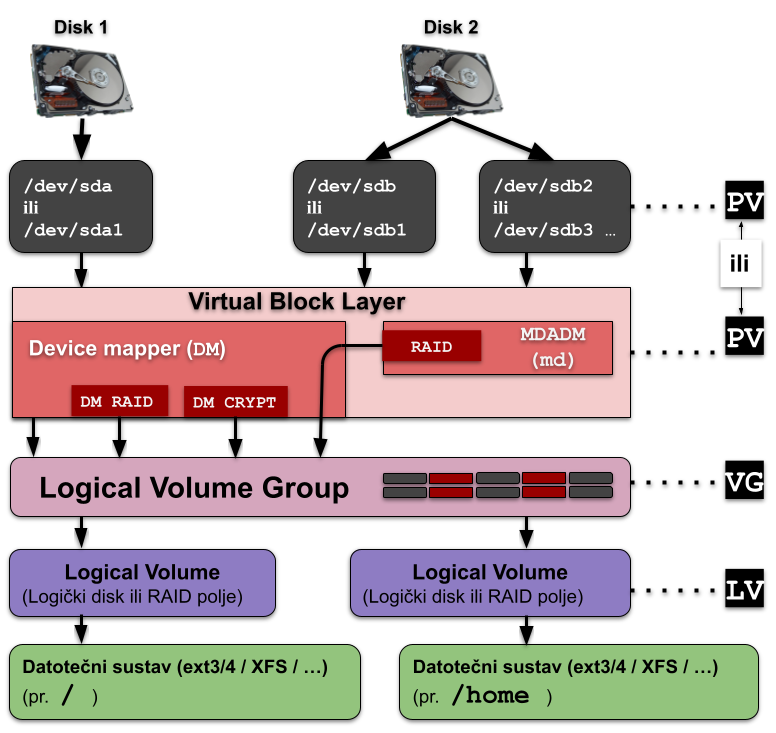 Disk 1
Disk 2
/dev/sda
ili
/dev/sda1
/dev/sdb
ili
/dev/sdb1
/dev/sdb2
ili
/dev/sdb3 …
PV
ili
PV
Virtual Block Layer
Device mapper (DM)
RAID
MDADM
(md)
DM RAID
DM CRYPT
Logical Volume Group
VG
Logical Volume
(Logički disk ili RAID polje)
Logical Volume
(Logički disk ili RAID polje)
LV
Datotečni sustav (ext3/4 / XFS / …)
(pr. / )
Datotečni sustav (ext3/4 / XFS / …)
(pr. /home )